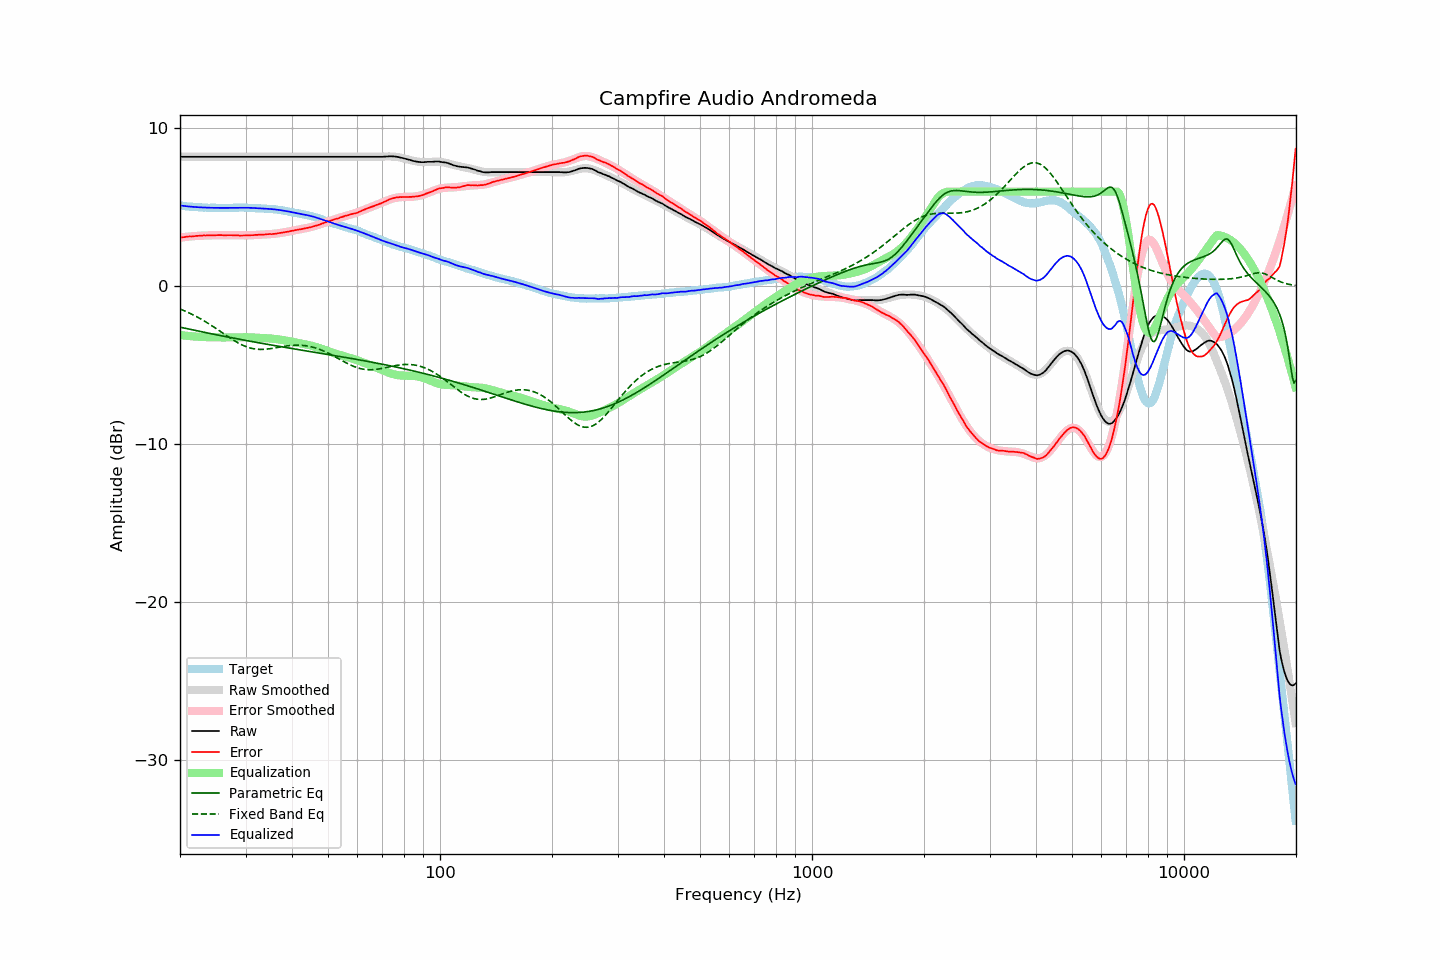 Campfire Audio Andromeda
10
0
−10
−20
−30
Amplitude (dBr)
Target
Raw Smoothed
Error Smoothed
Raw
Error
Equalization
Parametric Eq
Fixed Band Eq
Equalized
100
1000
10000
Frequency (Hz)